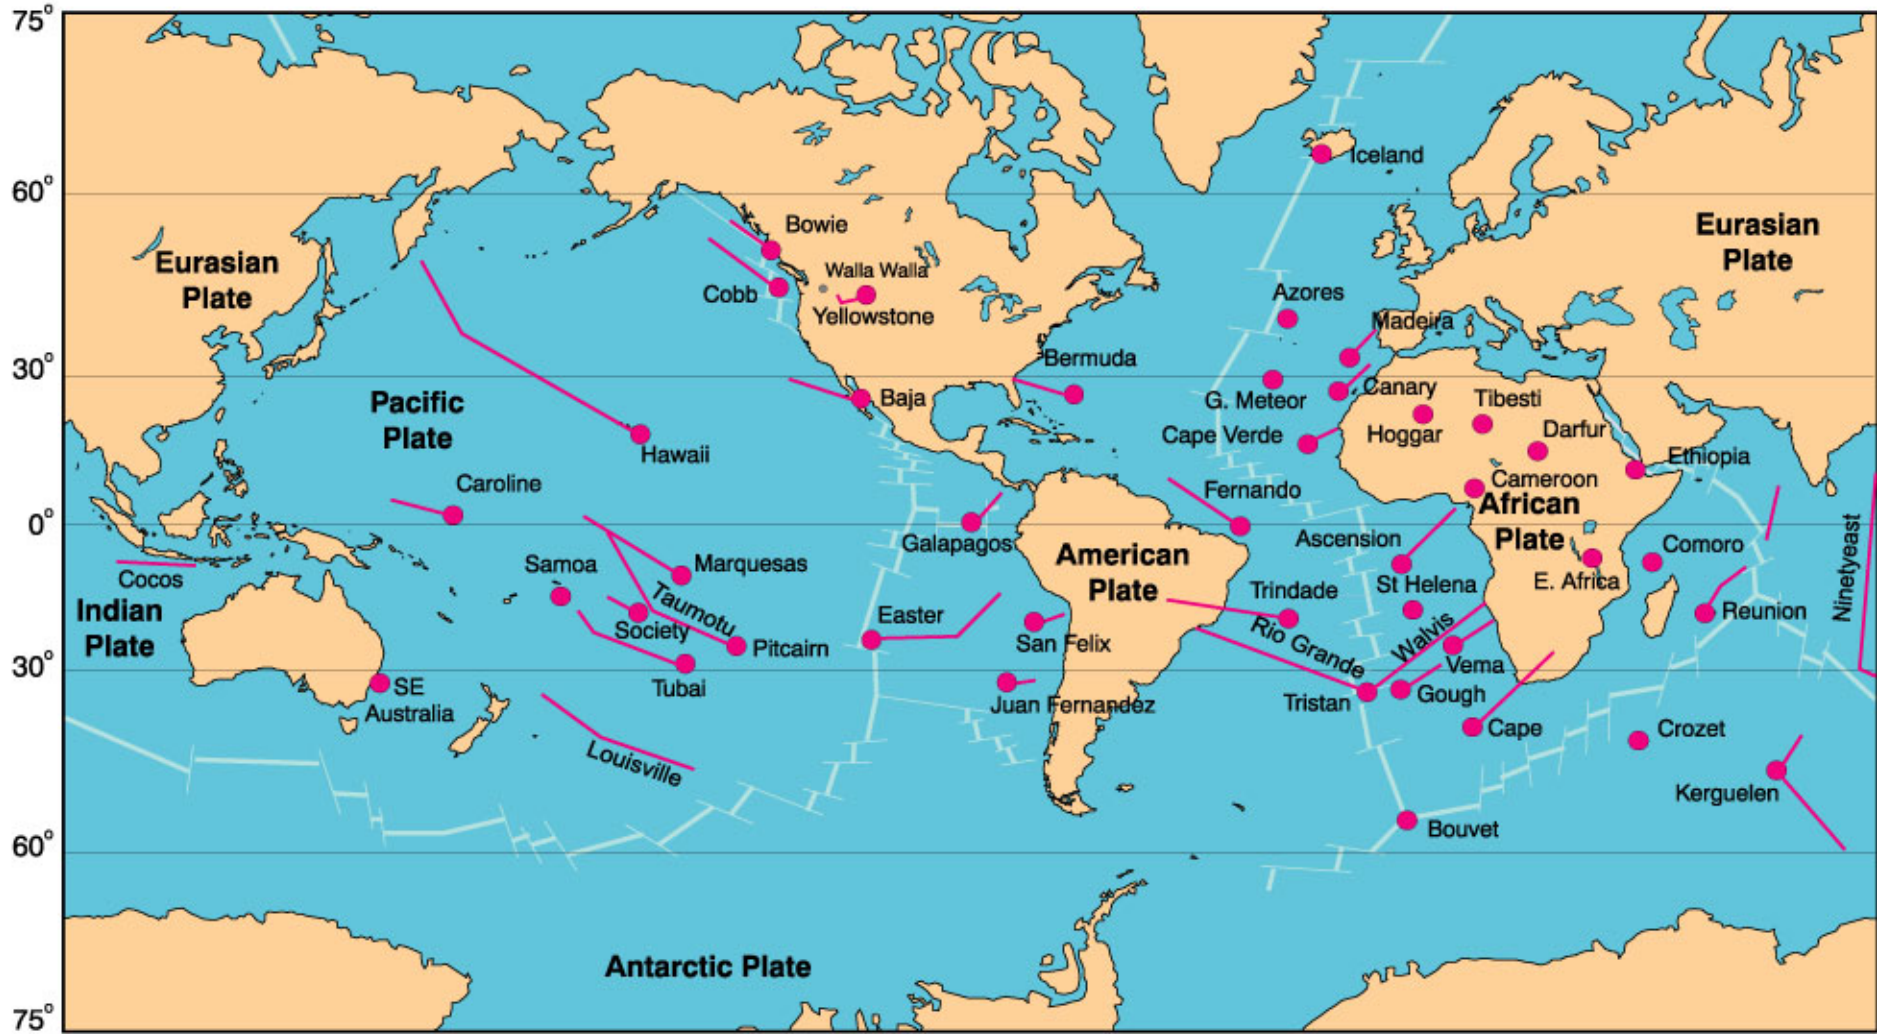 75°
Iceland
60°
Bowie
Eurasian
Plate
Eurasian
Plate
Walla Walla
Cobb
Azores
Yellowstone
Madeira
Bermuda
30°
Pacific
Plate
Baja
G. Meteor
Canary
Tibesti
Hoggar
Darfur
Cape Verde
Hawaii
Ethiopia
Caroline
Fernando
Cameroon
African
Plate
0°
Galapagos
Ascension
Comoro
American
Plate
Samoa
Marquesas
Cocos
E. Africa
St Helena
Trindade
Taumotu
Ninetyeast
Indian
Plate
Easter
Society
Reunion
Walvis
Rio Grande
San Felix
Pitcairn
Vema
30°
Tubai
SE
Australia
Gough
Tristan
Juan Fernandez
Cape
Crozet
Louisville
Kerguelen
Bouvet
60°
Antarctic Plate
75°